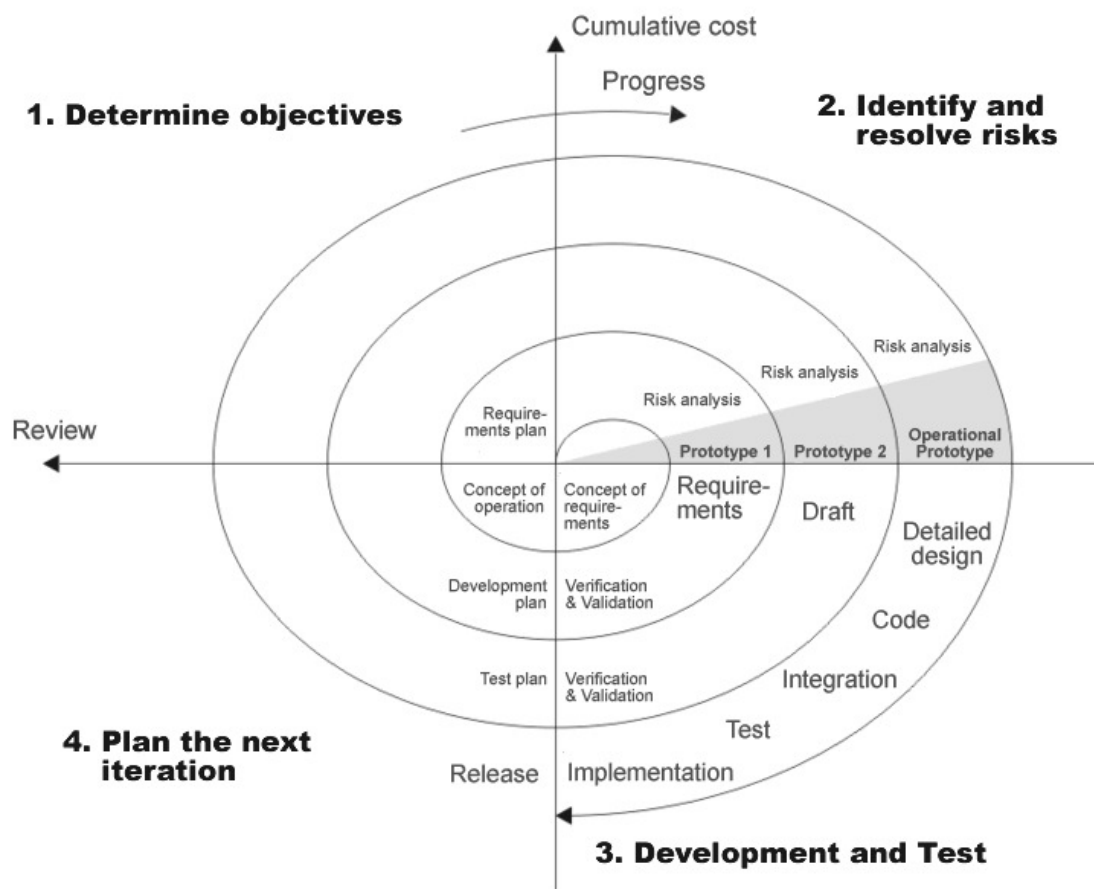 Cumulative cost
Progress
1. Determine objectives
2. Identify and
resolve risks
Risk analysis
Risk analysis
Risk analysis
Require-
ments plan
Review
Prototype 1
Prototype 2
Operational
Prototype
Concept of
operation
Concept of
require-
ments
Require-
ments
Draft
Detailed
design
Development
plan
Verification
& Validation
Code
Test plan
Verification
& Validation
Integration
Test
4. Plan the next
iteration
Release
Implementation
3. Development and Test